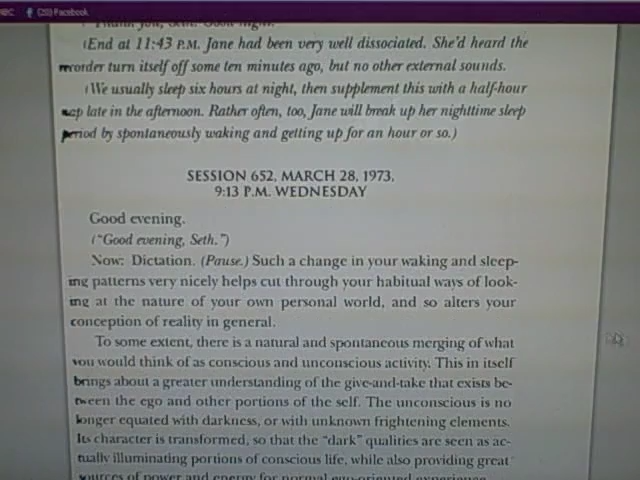 (25) Facebook
Thank you, Seth. Good night.
(End at 11:43 P.M. Jane had been very well dissociated. She'd heard the
recorder turn itself off some ten minutes ago, but no other external sounds.
(We usually sleep six hours at night, then supplement this with a half-hour
nap late in the afternoon. Rather often, too, Jane will break up her nighttime sleep
period by spontaneously waking and getting up for an hour or so.)
SESSION 652, MARCH 28, 1973,
9:13 P.M. WEDNESDAY
Good evening.
("Good evening, Seth.")
Now: Dictation. (Pause.) Such a change in your waking and sleep-
ing patterns very nicely helps cut through your habitual ways of look-
ing at the nature of your own personal world, and so alters your
conception of reality in general.
To some extent, there is a natural and spontaneous merging of what
you would think of as conscious and unconscious activity. This in itself
brings about a greater understanding of the give-and-take that exists be-
tween the ego and other portions of the self. The unconscious is no
longer equated with darkness, or with unknown frightening elements.
Its character is transformed, so that the "dark" qualities are seen as ac-
tually illuminating portions of conscious life, while also providing great
sources of power and energy for normal ego-oriented experience.